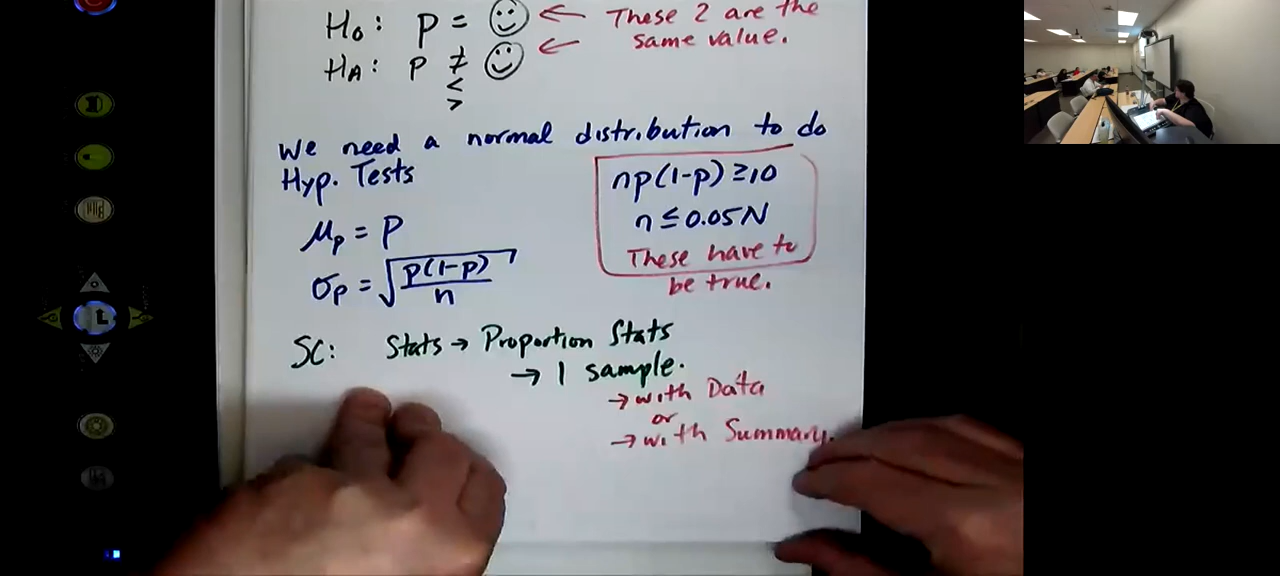 H0: p = ☺ ← These 2 are the
same value.
HA: p ≠ ☺ ←
<
>
We need a normal distribution to do
Hyp. Tests
np(1-p) ≥ 10
n ≤ 0.05N
These have to
be true.
μp = p
σp = √(p(1-p)/n)
SC: Stats → Proportion Stats
→ 1 sample.
→ with Data
or
→ with Summary.